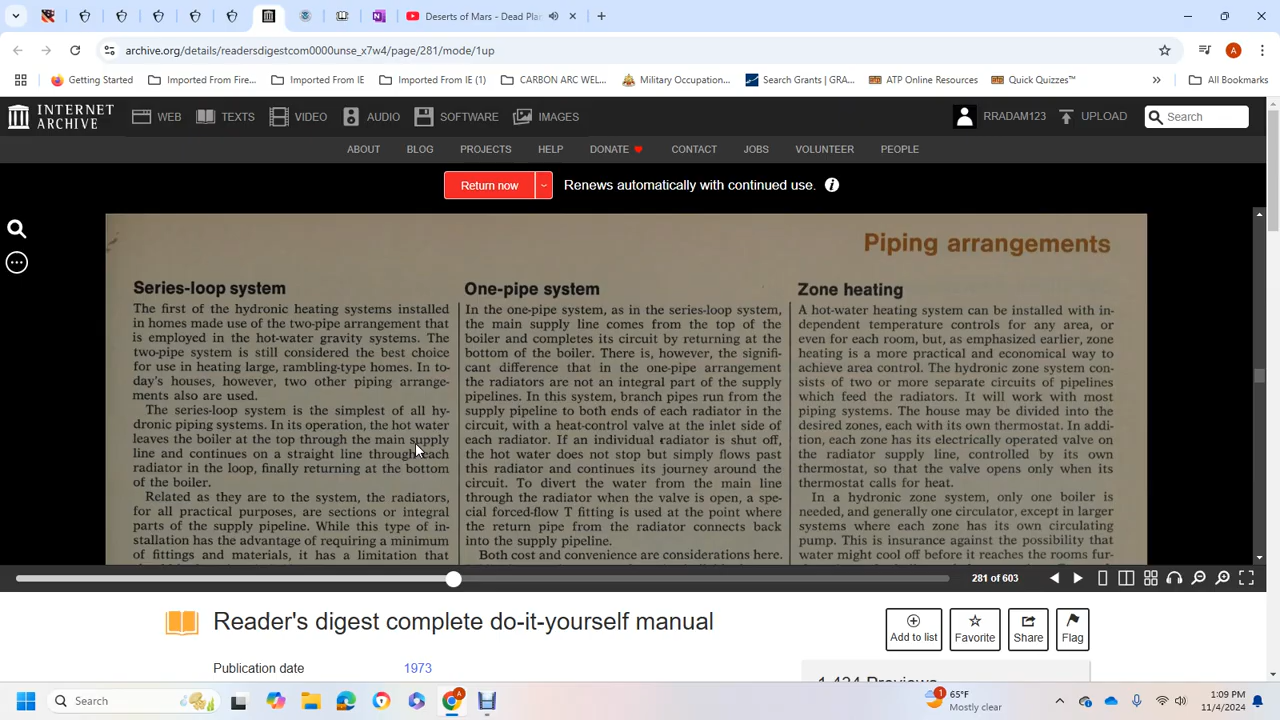 Deserts of Mars - Dead Pla
archive.org/details/readersdigestcom0000unse_x7w4/page/281/mode/1up
A
Getting Started
Imported From Fire...
Imported From IE
Imported From IE (1)
CARBON ARC WEL...
Military Occupation...
Search Grants | GRA...
ATP Online Resources
Quick Quizzes™
»
All Bookmarks
INTERNET
ARCHIVE
WEB
TEXTS
VIDEO
AUDIO
SOFTWARE
IMAGES
RRADAM123
UPLOAD
Search
ABOUT
BLOG
PROJECTS
HELP
DONATE
CONTACT
JOBS
VOLUNTEER
PEOPLE
Return now
Renews automatically with continued use.
Piping arrangements
Series-loop system
The first of the hydronic heating systems installed
in homes made use of the two-pipe arrangement that
is employed in the hot-water gravity systems. The
two-pipe system is still considered the best choice
for use in heating large, rambling-type homes. In to-
day's houses, however, two other piping arrange-
ments also are used.
The series-loop system is the simplest of all hy-
dronic piping systems. In its operation, the hot water
leaves the boiler at the top through the main supply
line and continues on a straight line through each
radiator in the loop, finally returning at the bottom
of the boiler.
Related as they are to the system, the radiators,
for all practical purposes, are sections or integral
parts of the supply pipeline. While this type of in-
stallation has the advantage of requiring a minimum
of fittings and materials, it has a limitation that
One-pipe system
In the one-pipe system, as in the series-loop system,
the main supply line comes from the top of the
boiler and completes its circuit by returning at the
bottom of the boiler. There is, however, the signifi-
cant difference that in the one-pipe arrangement
the radiators are not an integral part of the supply
pipelines. In this system, branch pipes run from the
supply pipeline to both ends of each radiator in the
circuit, with a heat-control valve at the inlet side of
each radiator. If an individual radiator is shut off,
the hot water does not stop but simply flows past
this radiator and continues its journey around the
circuit. To divert the water from the main line
through the radiator when the valve is open, a spe-
cial forced-flow T fitting is used at the point where
the return pipe from the radiator connects back
into the supply pipeline.
Both cost and convenience are considerations here.
Zone heating
A hot-water heating system can be installed with in-
dependent temperature controls for any area, or
even for each room, but, as emphasized earlier, zone
heating is a more practical and economical way to
achieve area control. The hydronic zone system con-
sists of two or more separate circuits of pipelines
which feed the radiators. It will work with most
piping systems. The house may be divided into the
desired zones, each with its own thermostat. In addi-
tion, each zone has its electrically operated valve on
the radiator supply line, controlled by its own
thermostat, so that the valve opens only when its
thermostat calls for heat.
In a hydronic zone system, only one boiler is
needed, and generally one circulator, except in larger
systems where each zone has its own circulating
pump. This is insurance against the possibility that
water might cool off before it reaches the rooms fur-
281 of 603
Reader's digest complete do-it-yourself manual
Add to list
Favorite
Share
Flag
Publication date
1973
Search
1
65°F
Mostly clear
1:09 PM
11/4/2024